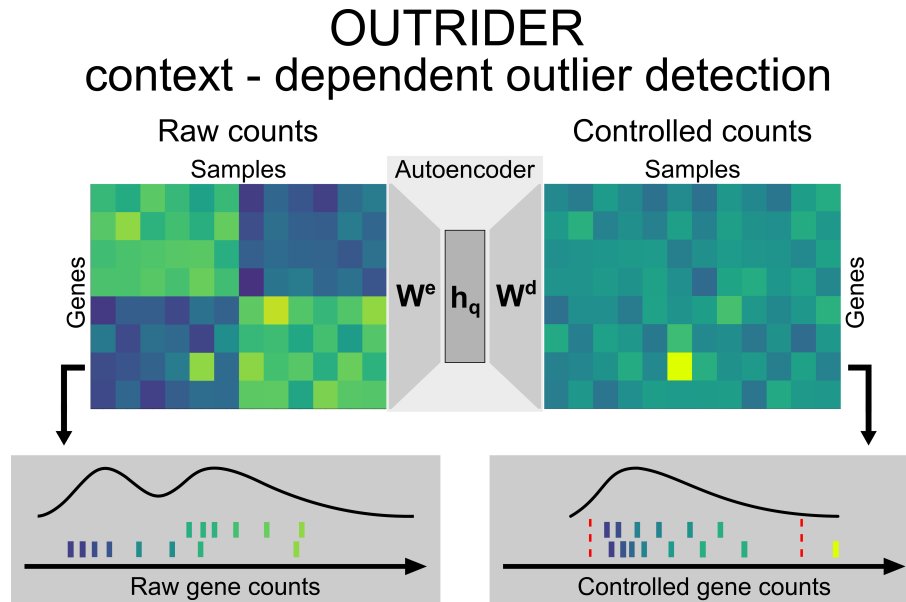 OUTRIDER
context - dependent outlier detection
Raw counts
Controlled counts
Samples
Autoencoder
Samples
Genes
Wᵉ
h_q
Wᵈ
Genes
Raw gene counts
Controlled gene counts